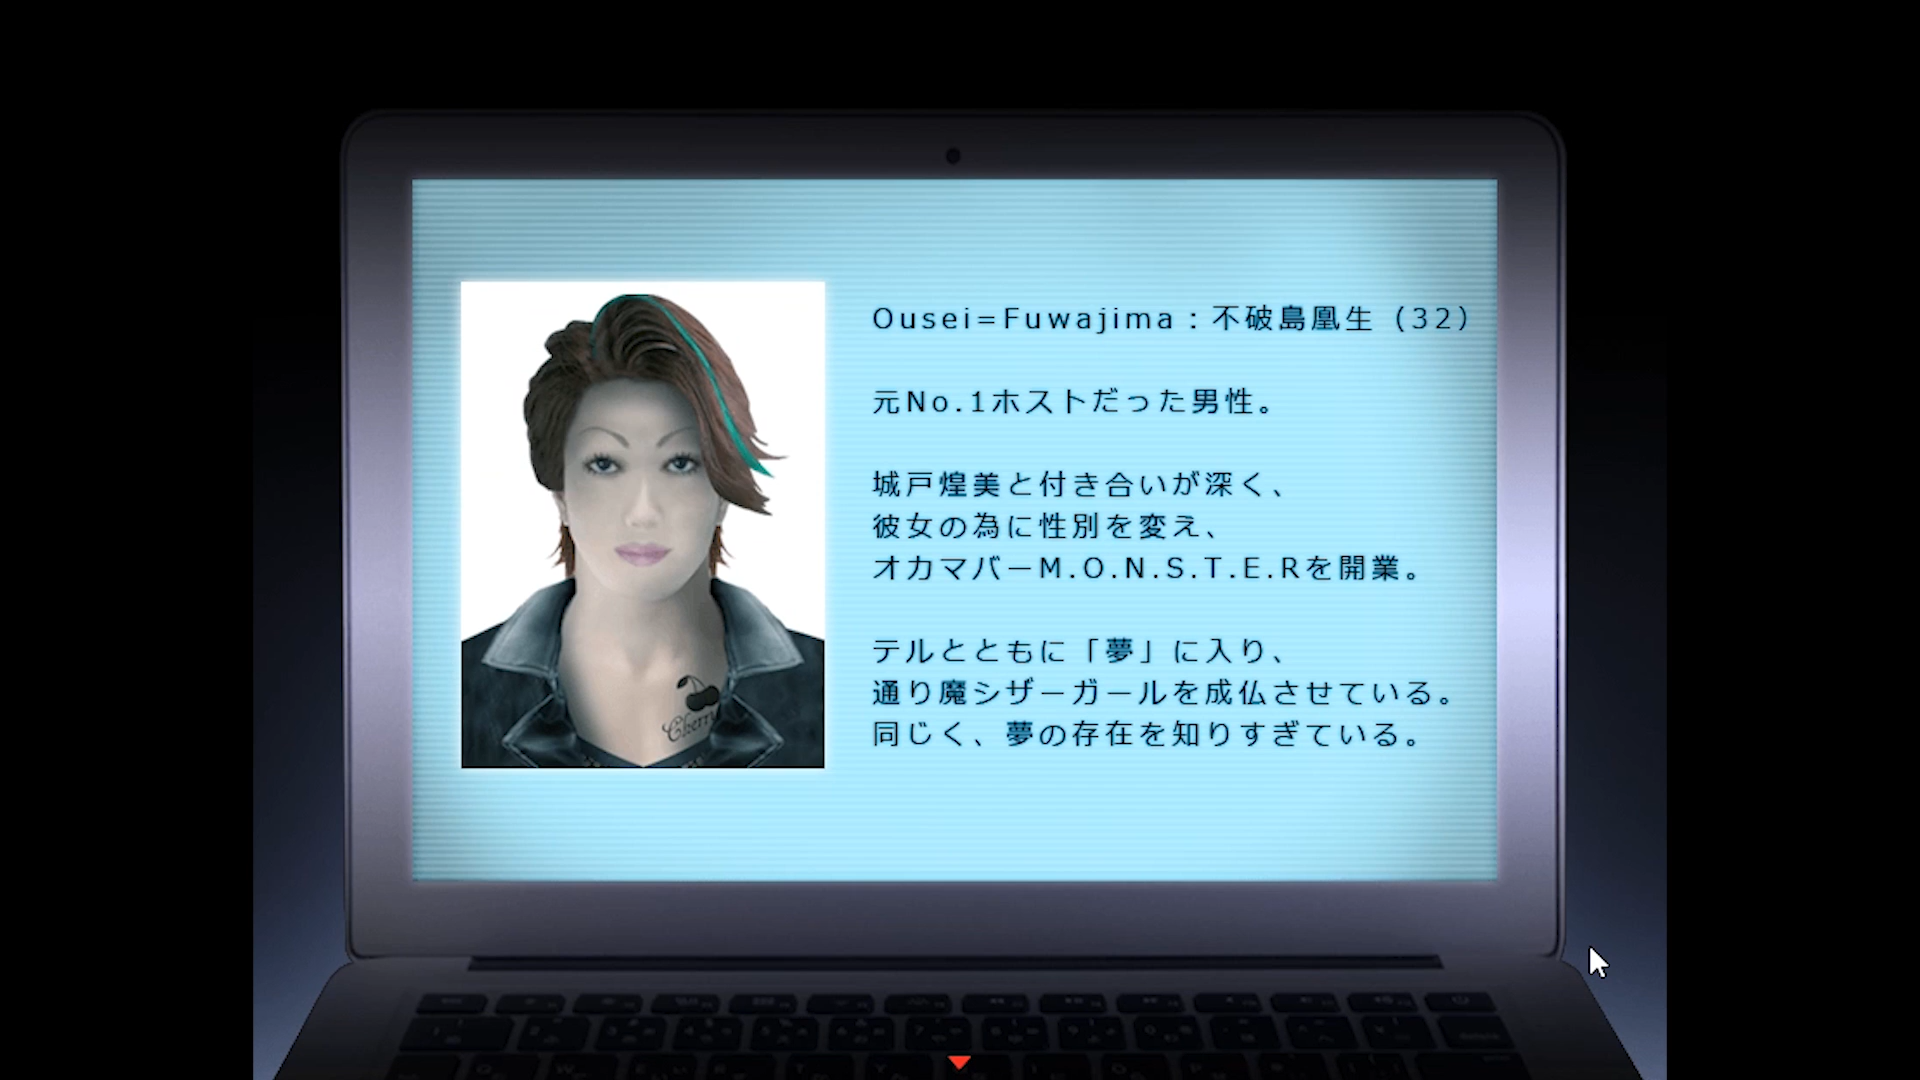 Ousei=Fuwajima：不破島凰生（32）
元No.1ホストだった男性。
城戸煌美と付き合いが深く、
彼女の為に性別を変え、
オカマバーM.O.N.S.T.E.Rを開業。
テルとともに「夢」に入り、
通り魔シザーガールを成仏させている。
同じく、夢の存在を知りすぎている。
Cherry